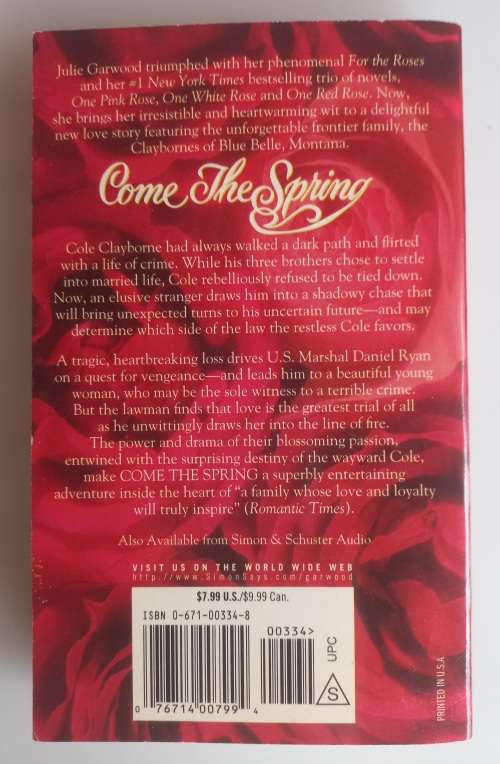 Julie Garwood triumphed with her phenomenal For the Roses
and her #1 New York Times bestselling trio of novels,
One Pink Rose, One White Rose and One Red Rose. Now,
she brings her irresistible and heartwarming wit to a delightful
new love story featuring the unforgettable frontier family, the
Claybornes of Blue Belle, Montana.
Come The Spring
Cole Clayborne had always walked a dark path and flirted
with a life of crime. While his three brothers chose to settle
into married life, Cole rebelliously refused to be tied down.
Now, an elusive stranger draws him into a shadowy chase that
will bring unexpected turns to his uncertain future—and may
determine which side of the law the restless Cole favors.
A tragic, heartbreaking loss drives U.S. Marshal Daniel Ryan
on a quest for vengeance—and leads him to a beautiful young
woman, who may be the sole witness to a terrible crime.
But the lawman finds that love is the greatest trial of all
as he unwittingly draws her into the line of fire.
The power and drama of their blossoming passion,
entwined with the surprising destiny of the wayward Cole,
make COME THE SPRING a superbly entertaining
adventure inside the heart of "a family whose love and loyalty
will truly inspire" (Romantic Times).
Also Available from Simon & Schuster Audio
VISIT US ON THE WORLD WIDE WEB
http://www.SimonSays.com/garwood
$7.99 U.S./$9.99 Can.
ISBN 0-671-00334-8
00334>
UPC
S
0 76714 00799 4
PRINTED IN U.S.A.